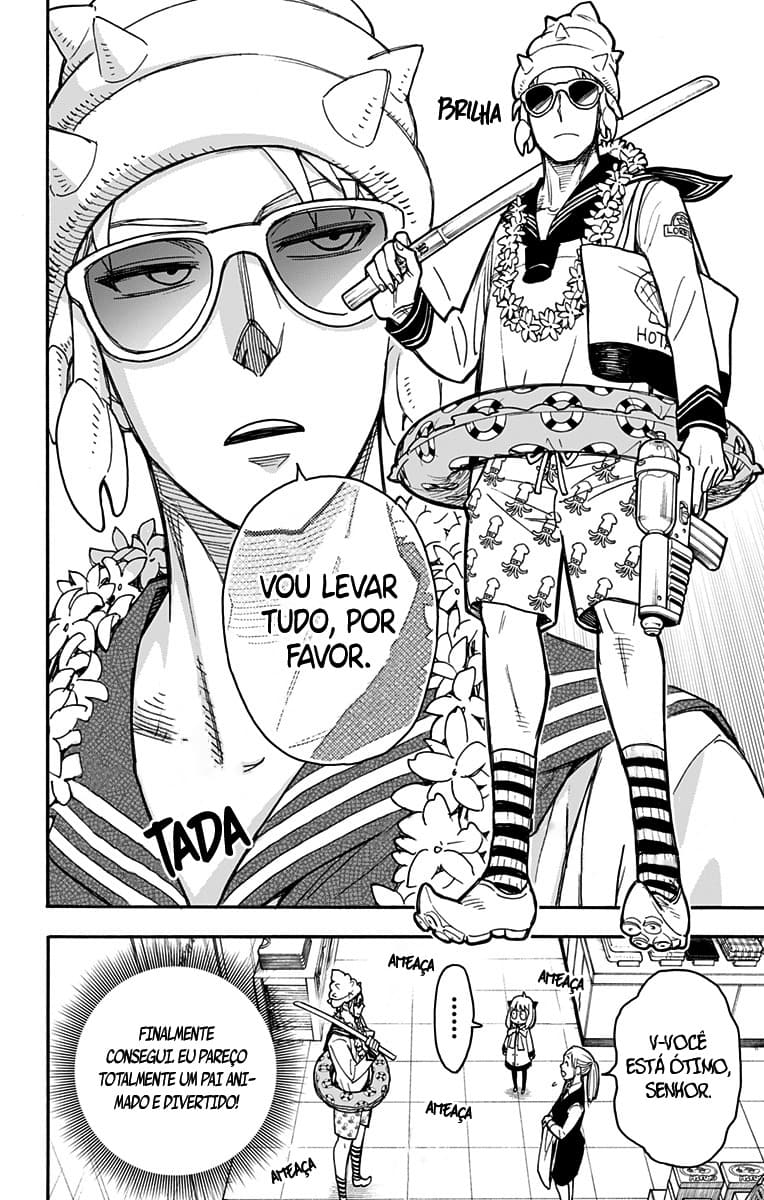 BRILHA
HOTA
VOU LEVAR
TUDO, POR
FAVOR.
TADA
FINALMENTE
CONSEGUI. EU PAREÇO
TOTALMENTE UM PAI ANI-
MADO E DIVERTIDO!
AMEAÇA
......
AMEAÇA
V-VOCÊ
ESTÁ ÓTIMO,
SENHOR.
AMEAÇA
AMEAÇA